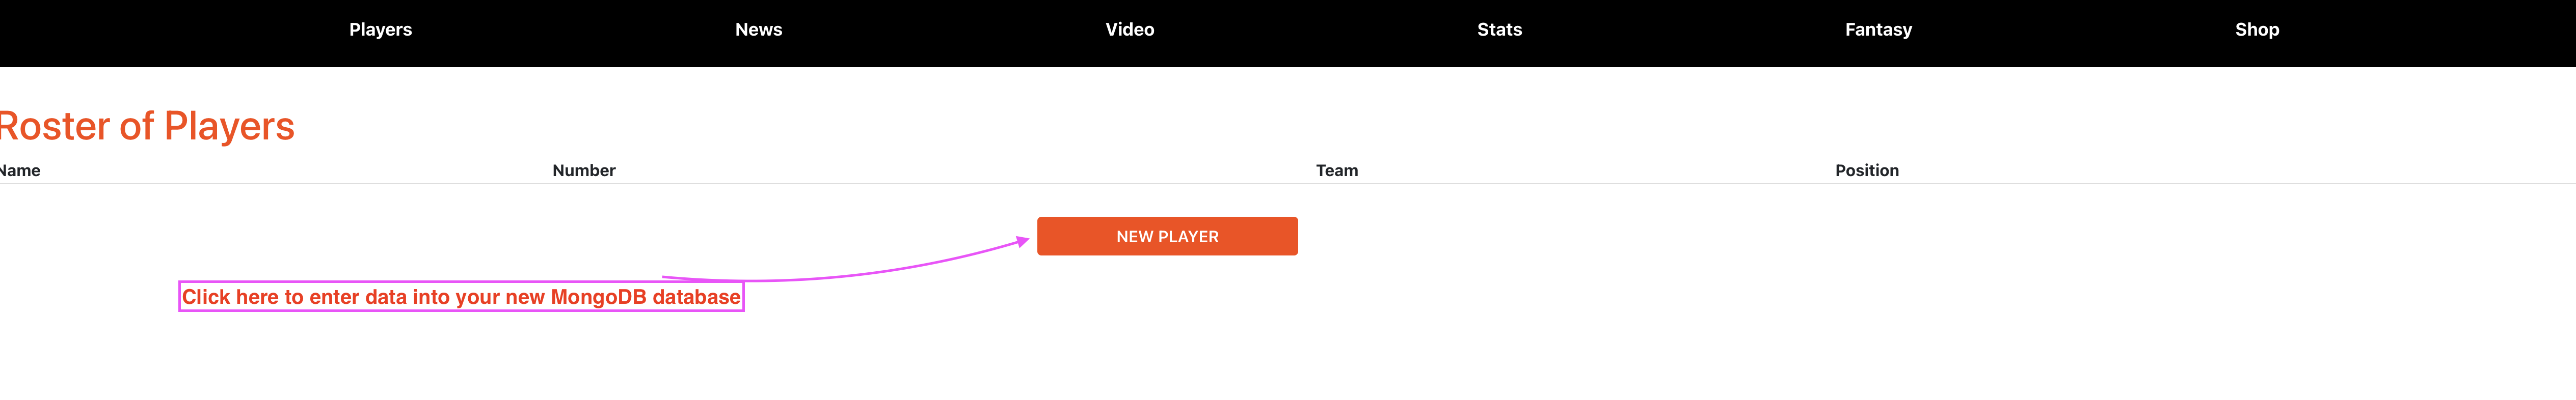 Players News Video Stats Fantasy Shop
Roster of Players
Name Number Team Position
NEW PLAYER
Click here to enter data into your new MongoDB database